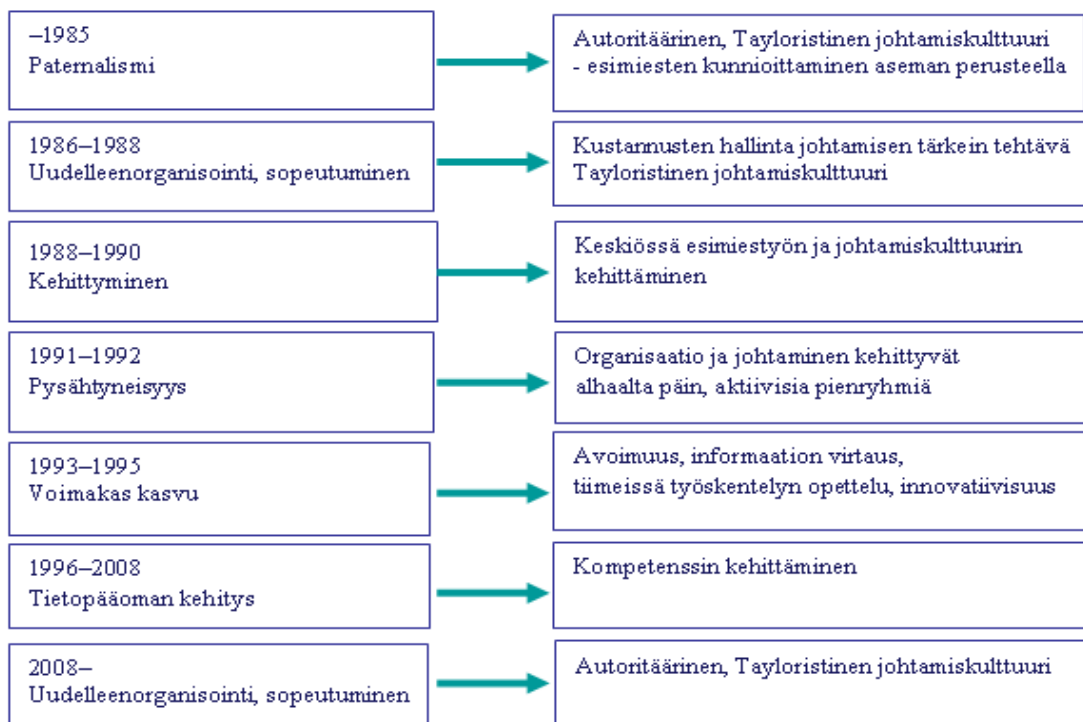 –1985
Paternalismi
Autoritäärinen, Tayloristinen johtamiskulttuuri
- esimiesten kunnioittaminen aseman perusteella
1986–1988
Uudelleenorganisointi, sopeutuminen
Kustannusten hallinta johtamisen tärkein tehtävä
Tayloristinen johtamiskulttuuri
1988–1990
Kehittyminen
Keskiössä esimiestyön ja johtamiskulttuurin
kehittäminen
1991–1992
Pysähtyneisyys
Organisaatio ja johtaminen kehittyvät
alhaalta päin, aktiivisia pienryhmiä
1993–1995
Voimakas kasvu
Avoimuus, informaation virtaus,
tiimeissä työskentelyn opettelu, innovatiivisuus
1996–2008
Tietopääoman kehitys
Kompetenssin kehittäminen
2008–
Uudelleenorganisointi, sopeutuminen
Autoritäärinen, Tayloristinen johtamiskulttuuri